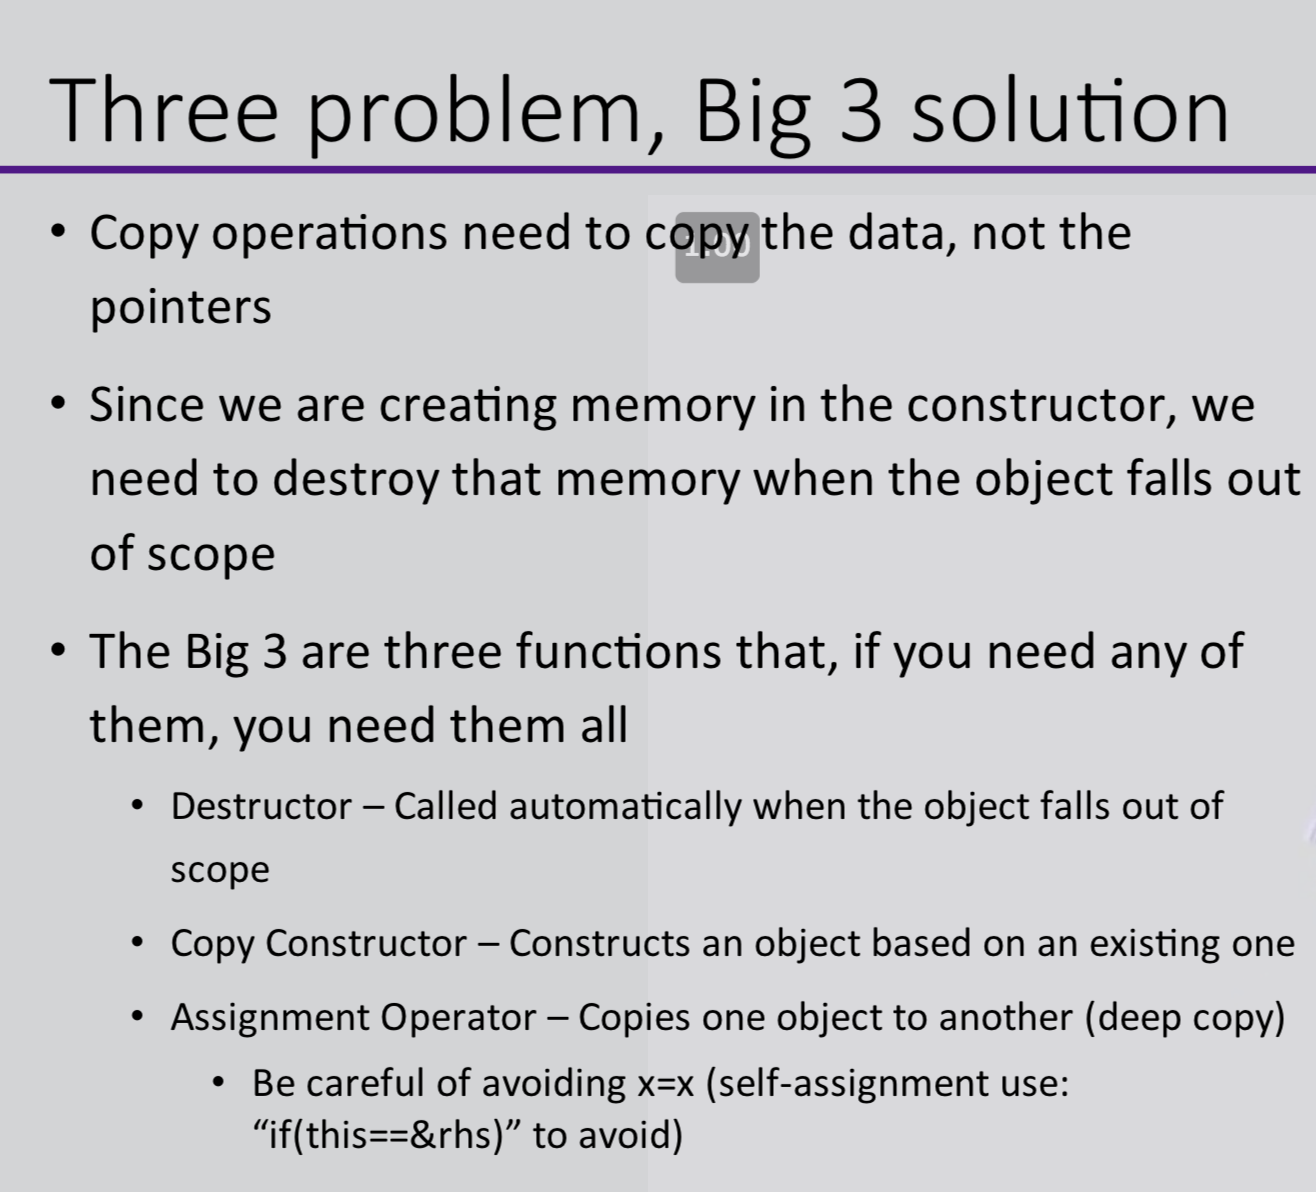 Three problem, Big 3 solution
• Copy operations need to copy the data, not the
pointers
• Since we are creating memory in the constructor, we
need to destroy that memory when the object falls out
of scope
• The Big 3 are three functions that, if you need any of
them, you need them all
• Destructor – Called automatically when the object falls out of
scope
• Copy Constructor – Constructs an object based on an existing one
• Assignment Operator – Copies one object to another (deep copy)
• Be careful of avoiding x=x (self-assignment use:
“if(this==&rhs)” to avoid)